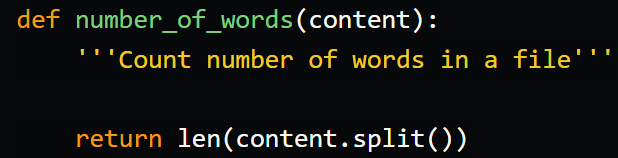 def number_of_words(content):
    '''Count number of words in a file'''
    return len(content.split())